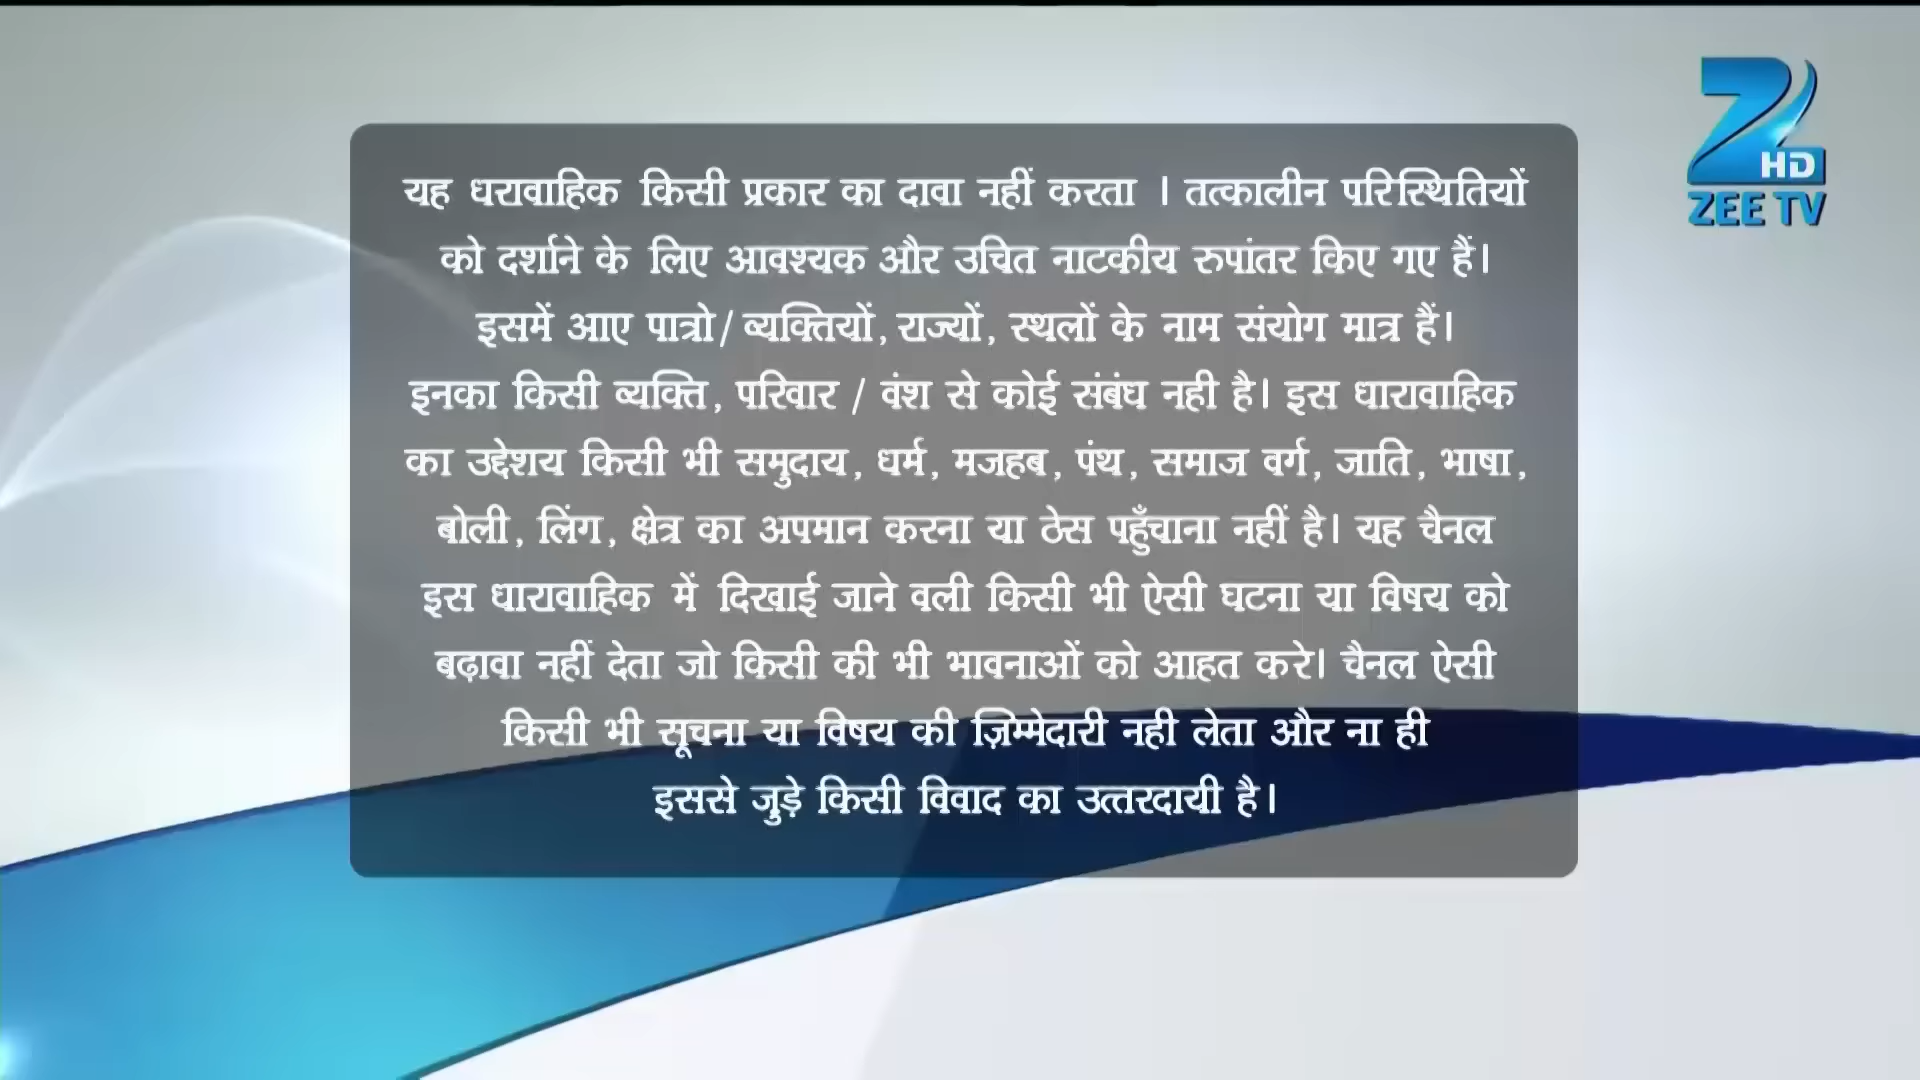 यह धरावाहिक किसी प्रकार का दावा नहीं करता । तत्कालीन परिस्थितियों
को दर्शाने के लिए आवश्यक और उचित नाटकीय रुपांतर किए गए हैं।
इसमें आए पात्रो/ व्यक्तियों, राज्यों, स्थलों के नाम संयोग मात्र हैं।
इनका किसी व्यक्ति, परिवार / वंश से कोई संबंघ नही है। इस धारावाहिक
का उद्देशय किसी भी समुदाय, धर्म, मजहब, पंथ, समाज वर्ग, जाति, भाषा,
बोली, लिंग, क्षेत्र का अपमान करना या ठेस पहुँचाना नहीं है। यह चैनल
इस धारावाहिक में दिखाई जाने वली किसी भी ऐसी घटना या विषय को
बढ़ावा नहीं देता जो किसी की भी भावनाओं को आहत करे। चैनल ऐसी
किसी भी सूचना या विषय की ज़िम्मेदारी नही लेता और ना ही
इससे जुड़े किसी विवाद का उत्तरदायी है।
HD
ZEE TV